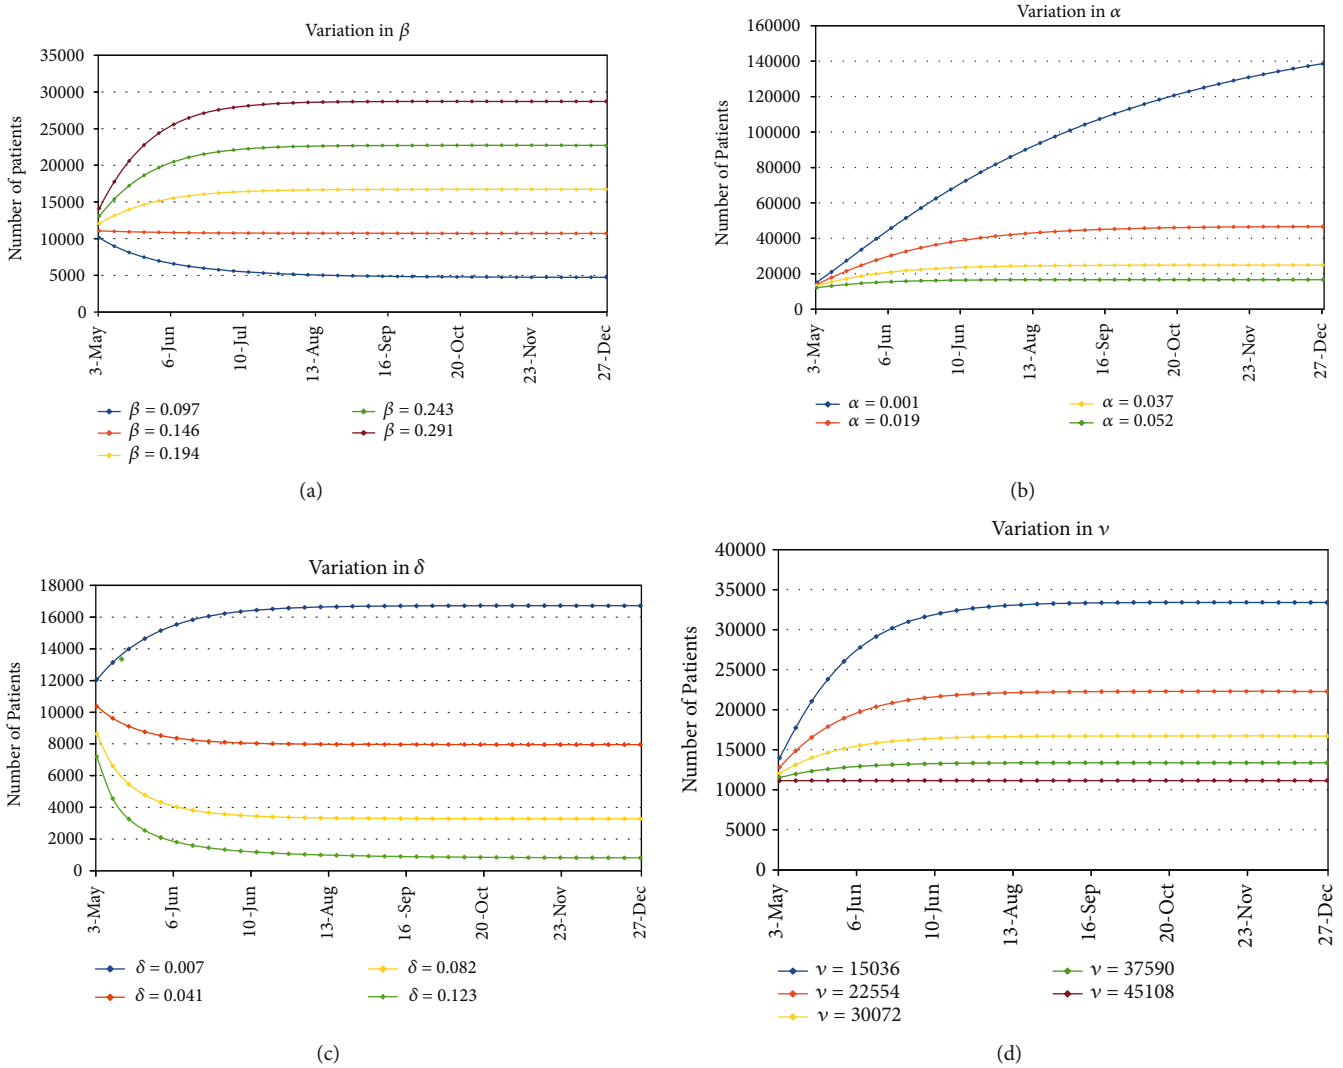 Variation in β
Number of patients
35000
30000
25000
20000
15000
10000
5000
0
3-May
6-Jun
10-Jul
13-Aug
16-Sep
20-Oct
23-Nov
27-Dec
β = 0.097
β = 0.146
β = 0.194
β = 0.243
β = 0.291
(a)
Variation in α
Number of Patients
160000
140000
120000
100000
80000
60000
40000
20000
0
3-May
6-Jun
10-Jun
13-Aug
16-Sep
20-Oct
23-Nov
27-Dec
α = 0.001
α = 0.019
α = 0.037
α = 0.052
(b)
Variation in δ
Number of Patients
18000
16000
14000
12000
10000
8000
6000
4000
2000
0
3-May
6-Jun
10-Jun
13-Aug
16-Sep
20-Oct
23-Nov
27-Dec
δ = 0.007
δ = 0.041
δ = 0.082
δ = 0.123
(c)
Variation in ν
Number of Patients
40000
35000
30000
25000
20000
15000
10000
5000
0
3-May
6-Jun
10-Jun
13-Aug
16-Sep
20-Oct
23-Nov
27-Dec
ν = 15036
ν = 22554
ν = 30072
ν = 37590
ν = 45108
(d)